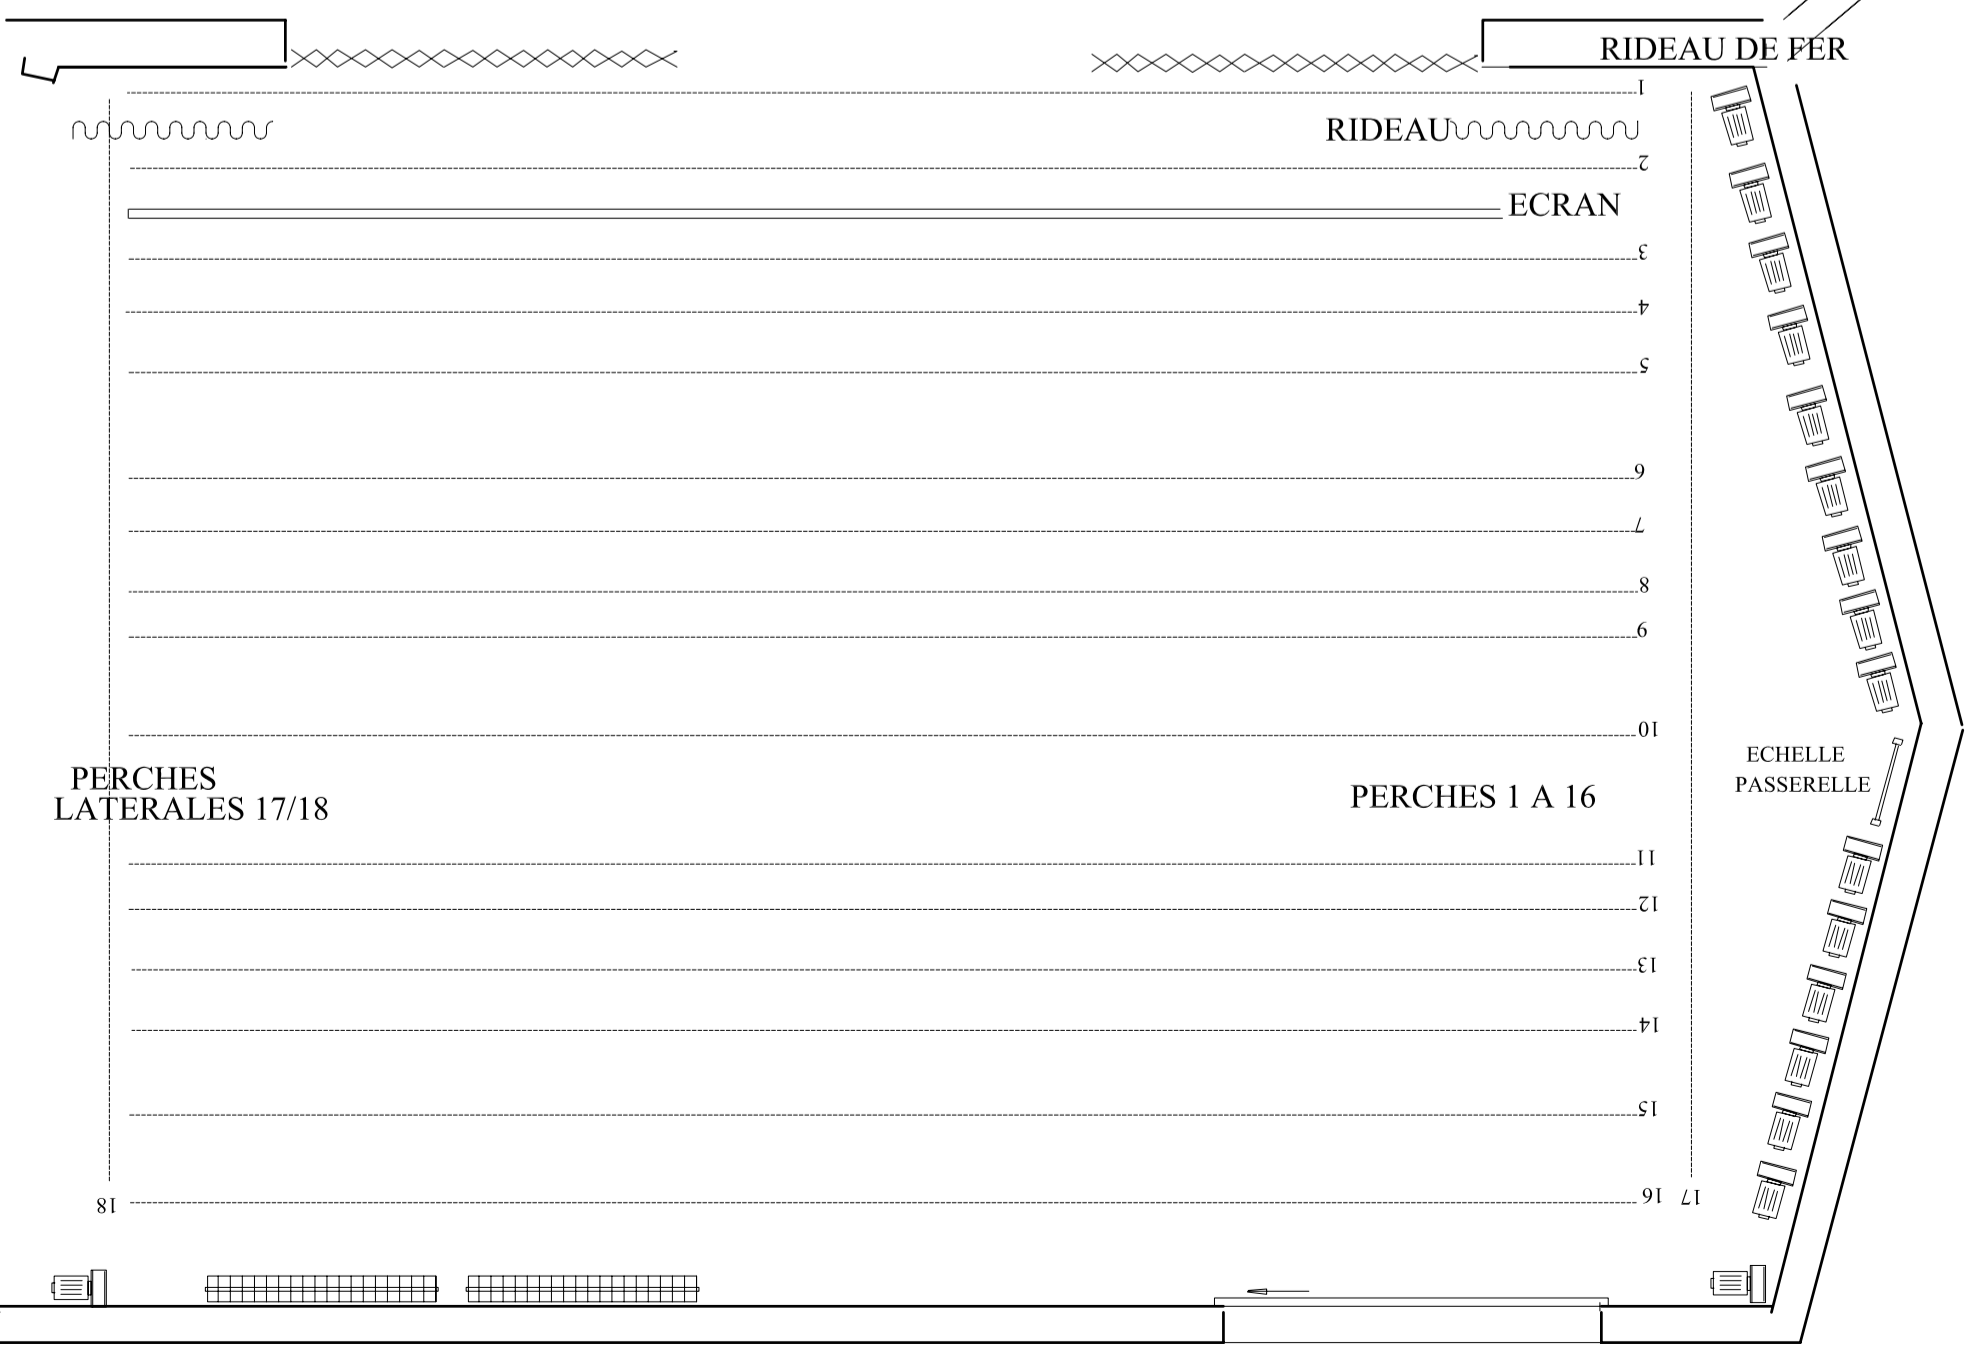 RIDEAU DE FER
1
RIDEAU
2
ECRAN
3
4
5
6
7
8
9
10
ECHELLE
PASSERELLE
PERCHES
LATERALES 17/18
PERCHES 1 A 16
11
12
13
14
15
16
17
18